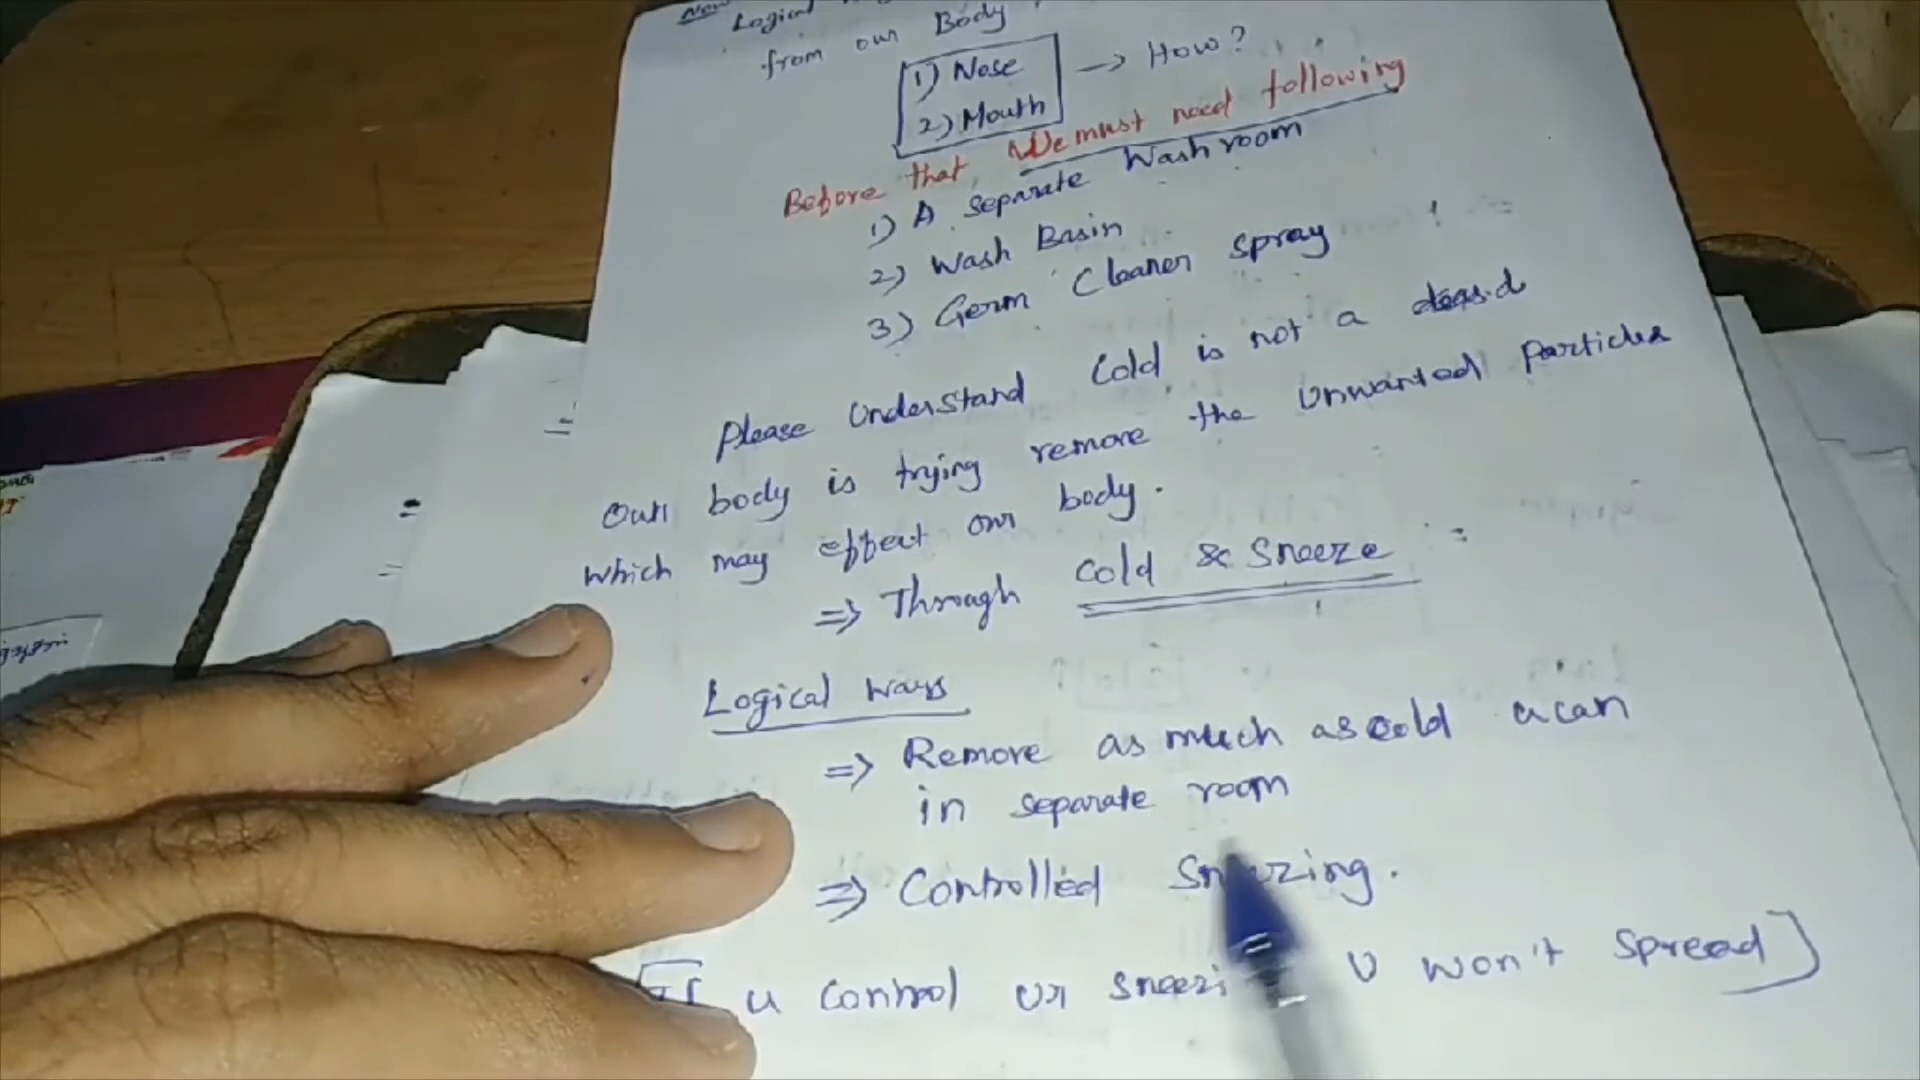 Now Logical
from our Body
1) Nose → How?
2) Mouth
Before that, We must need following
1) A separate Washroom
2) Wash Basin
3) Germ Cleaner spray
Please Understand Cold is not a
Our body is trying remove the Unwanted Particles
which may effect our body.
⇒ Through Cold & Sneeze
Logical ways
⇒ Remove as much as cold u can
in separate room
⇒ Controlled Sneezing.
u control ur U won't Spread]